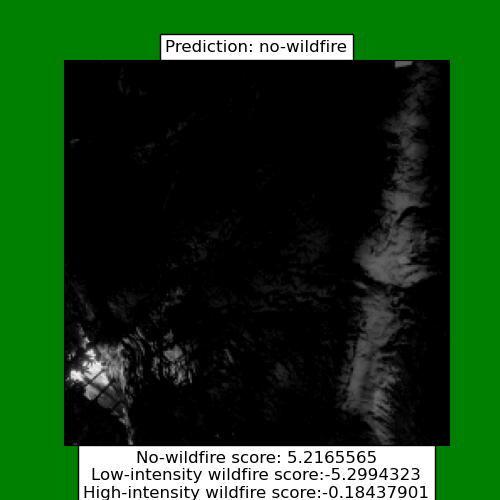 Prediction: no-wildfire
No-wildfire score: 5.2165565
Low-intensity wildfire score:-5.2994323
High-intensity wildfire score:-0.18437901